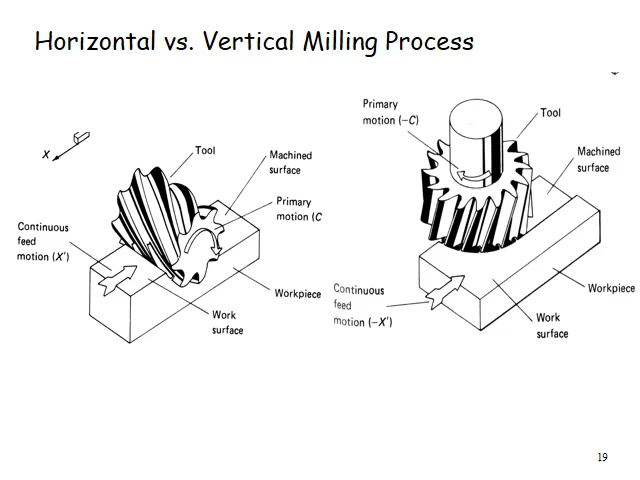 Horizontal vs. Vertical Milling Process
X
Tool
Machined
surface
Primary
motion (C
Continuous
feed
motion (X')
Workpiece
Work
surface
Primary
motion (−C)
Tool
Machined
surface
Continuous
feed
motion (−X')
Workpiece
Work
surface
19